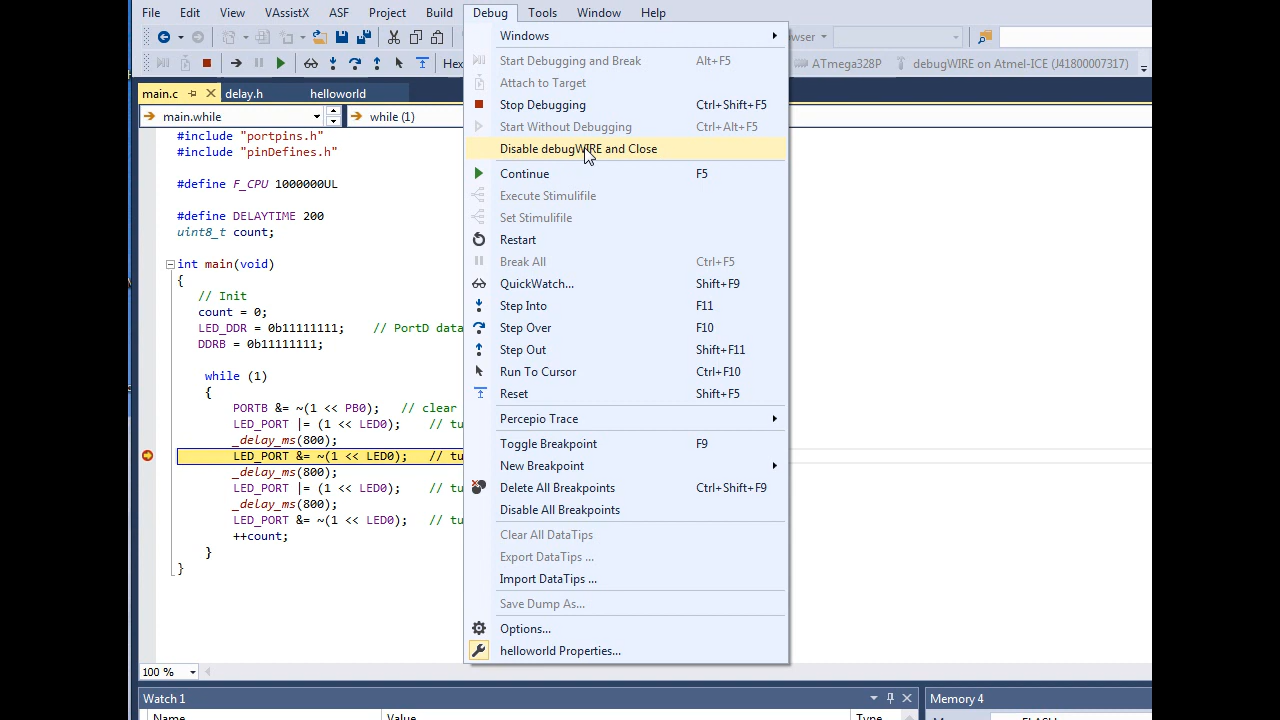 File Edit View VAssistX ASF Project Build Debug Tools Window Help
Hex ATmega328P debugWIRE on Atmel-ICE (J41800007317)
main.c delay.h helloworld
main.while while (1)
#include "portpins.h"
#include "pinDefines.h"
#define F_CPU 1000000UL
#define DELAYTIME 200
uint8_t count;
int main(void)
{
// Init
count = 0;
LED_DDR = 0b11111111; // PortD data
DDRB = 0b11111111;
while (1)
{
PORTB &= ~(1 << PB0); // clear
LED_PORT |= (1 << LED0); // tu
_delay_ms(800);
LED_PORT &= ~(1 << LED0); // tu
_delay_ms(800);
LED_PORT |= (1 << LED0); // tu
_delay_ms(800);
LED_PORT &= ~(1 << LED0); // tu
++count;
}
}
Windows
Start Debugging and Break Alt+F5
Attach to Target
Stop Debugging Ctrl+Shift+F5
Start Without Debugging Ctrl+Alt+F5
Disable debugWIRE and Close
Continue F5
Execute Stimulifile
Set Stimulifile
Restart
Break All Ctrl+F5
QuickWatch... Shift+F9
Step Into F11
Step Over F10
Step Out Shift+F11
Run To Cursor Ctrl+F10
Reset Shift+F5
Percepio Trace
Toggle Breakpoint F9
New Breakpoint
Delete All Breakpoints Ctrl+Shift+F9
Disable All Breakpoints
Clear All DataTips
Export DataTips ...
Import DataTips ...
Save Dump As...
Options...
helloworld Properties...
100 %
Watch 1 Memory 4
Name Value Type